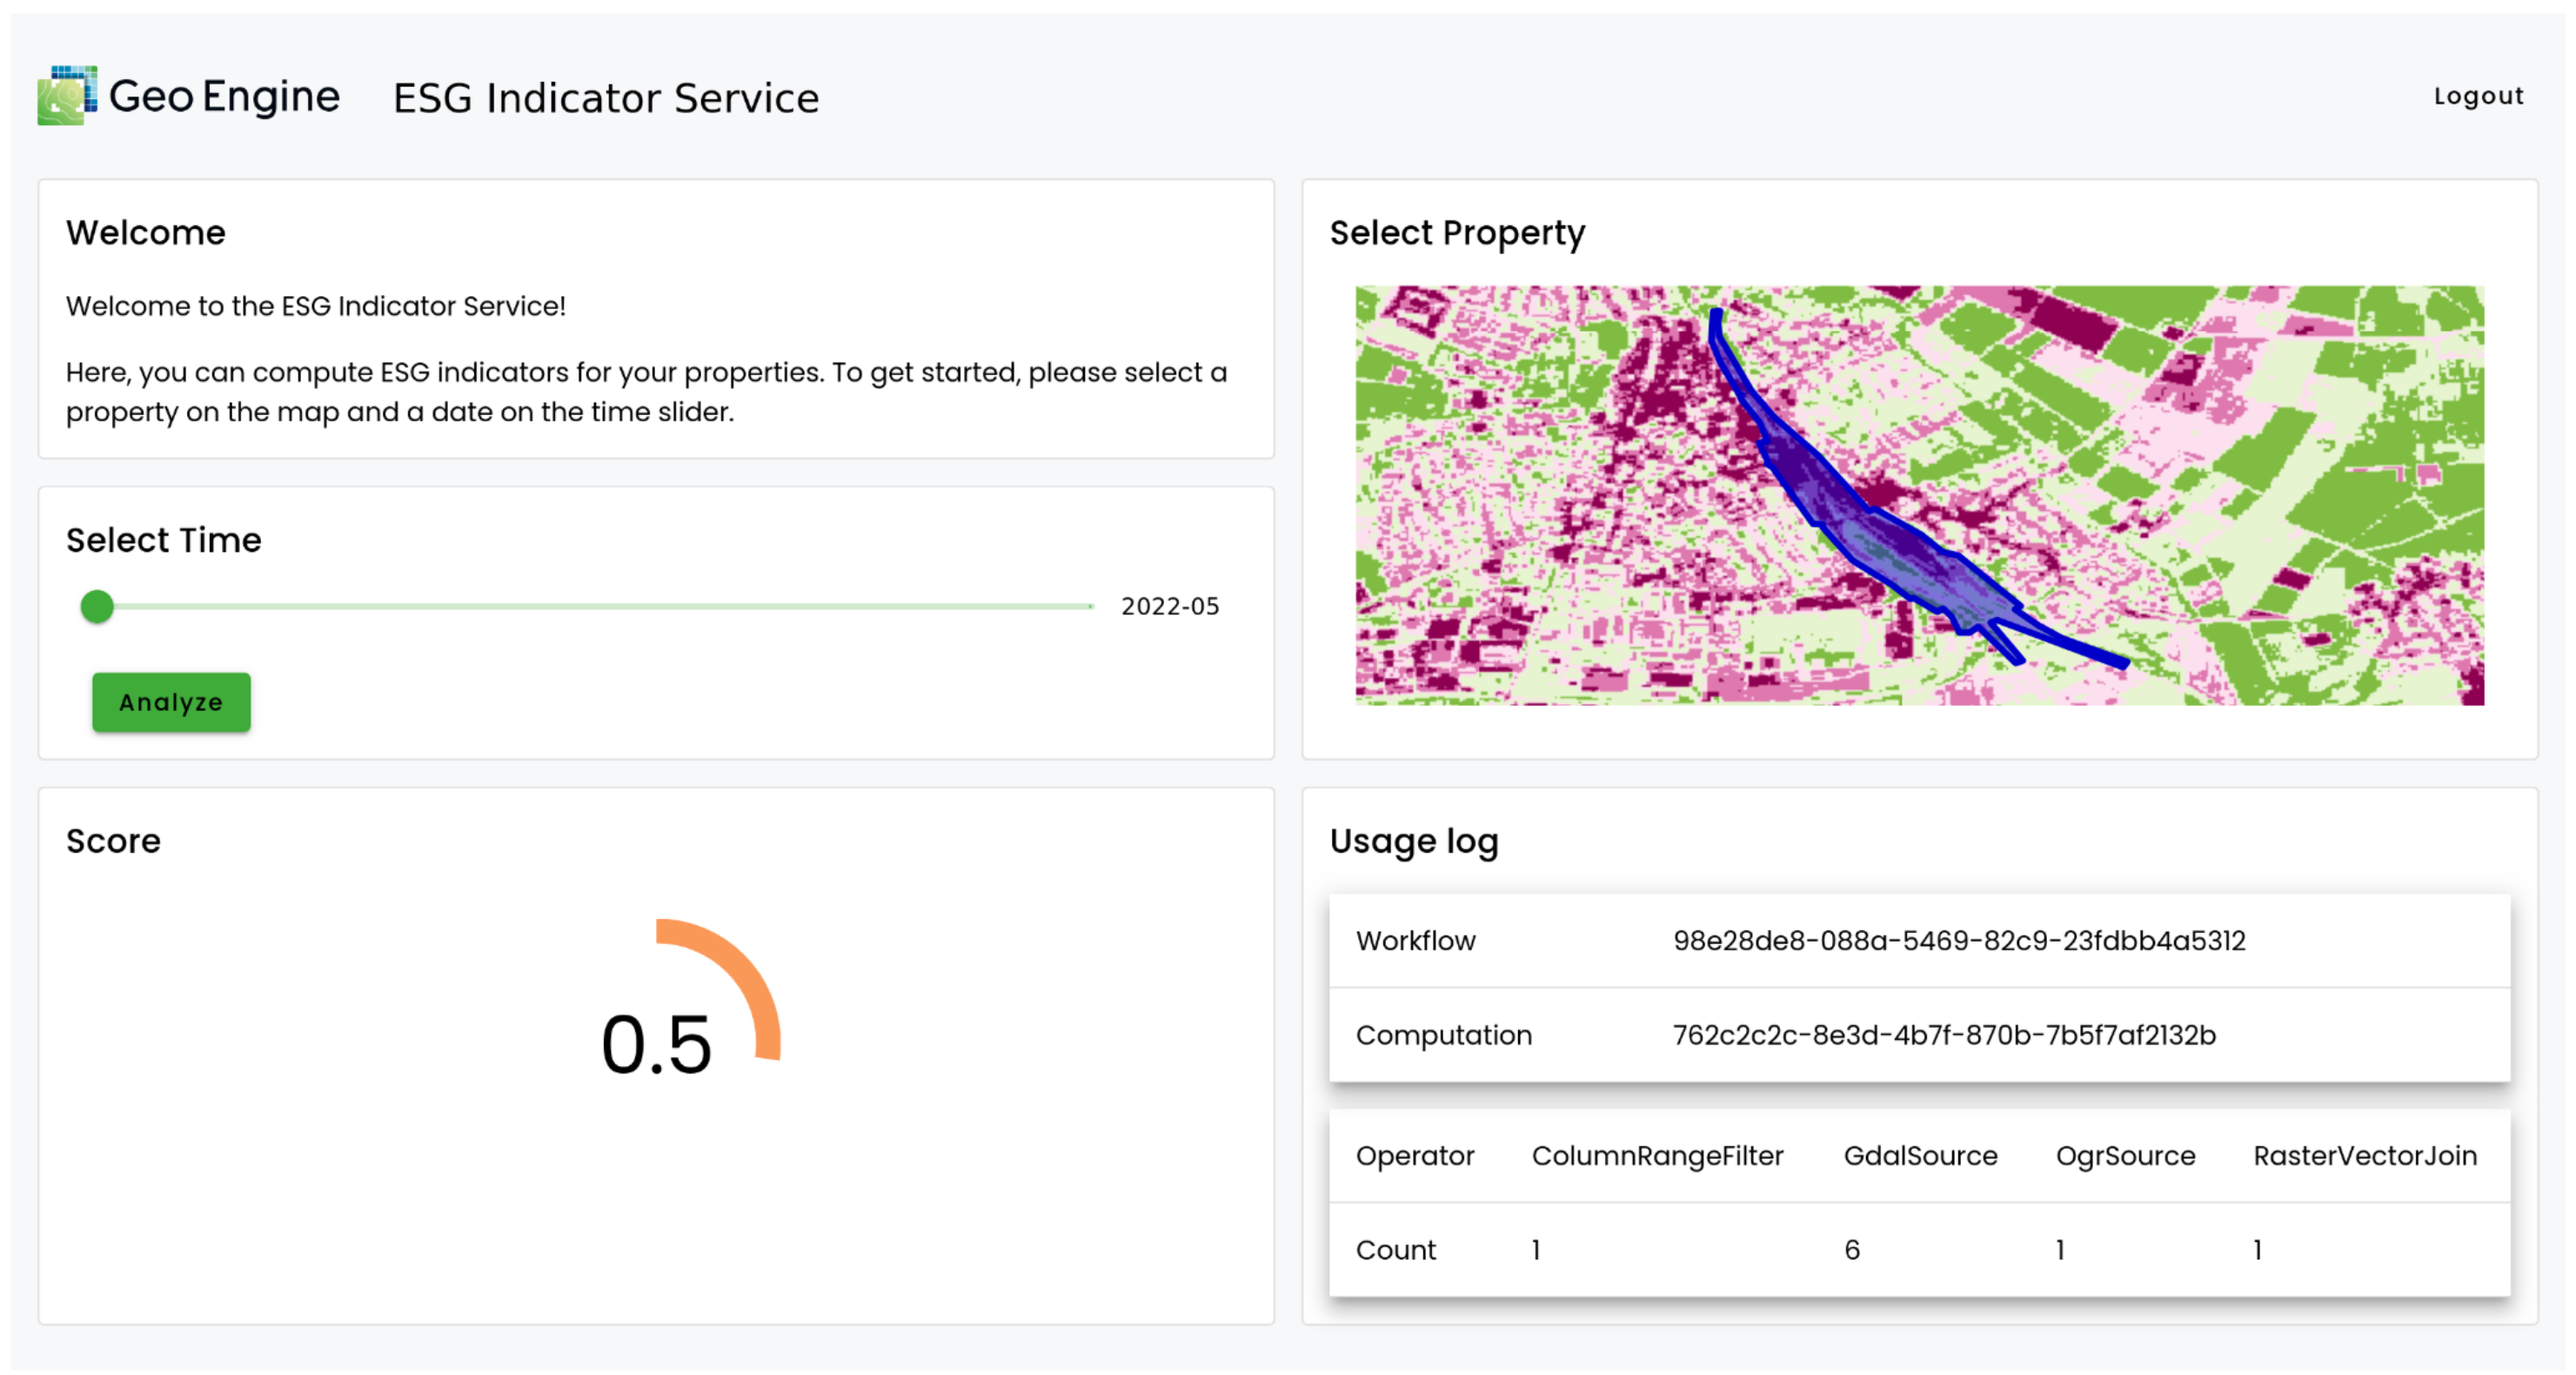 Geo Engine
ESG Indicator Service
Logout
Welcome
Welcome to the ESG Indicator Service!
Here, you can compute ESG indicators for your properties. To get started, please select a
property on the map and a date on the time slider.
Select Time
2022-05
Analyze
Select Property
Score
0.5
Usage log
Workflow 98e28de8-088a-5469-82c9-23fdbb4a5312
Computation 762c2c2c-8e3d-4b7f-870b-7b5f7af2132b
Operator ColumnRangeFilter GdalSource OgrSource RasterVectorJoin
Count 1 6 1 1